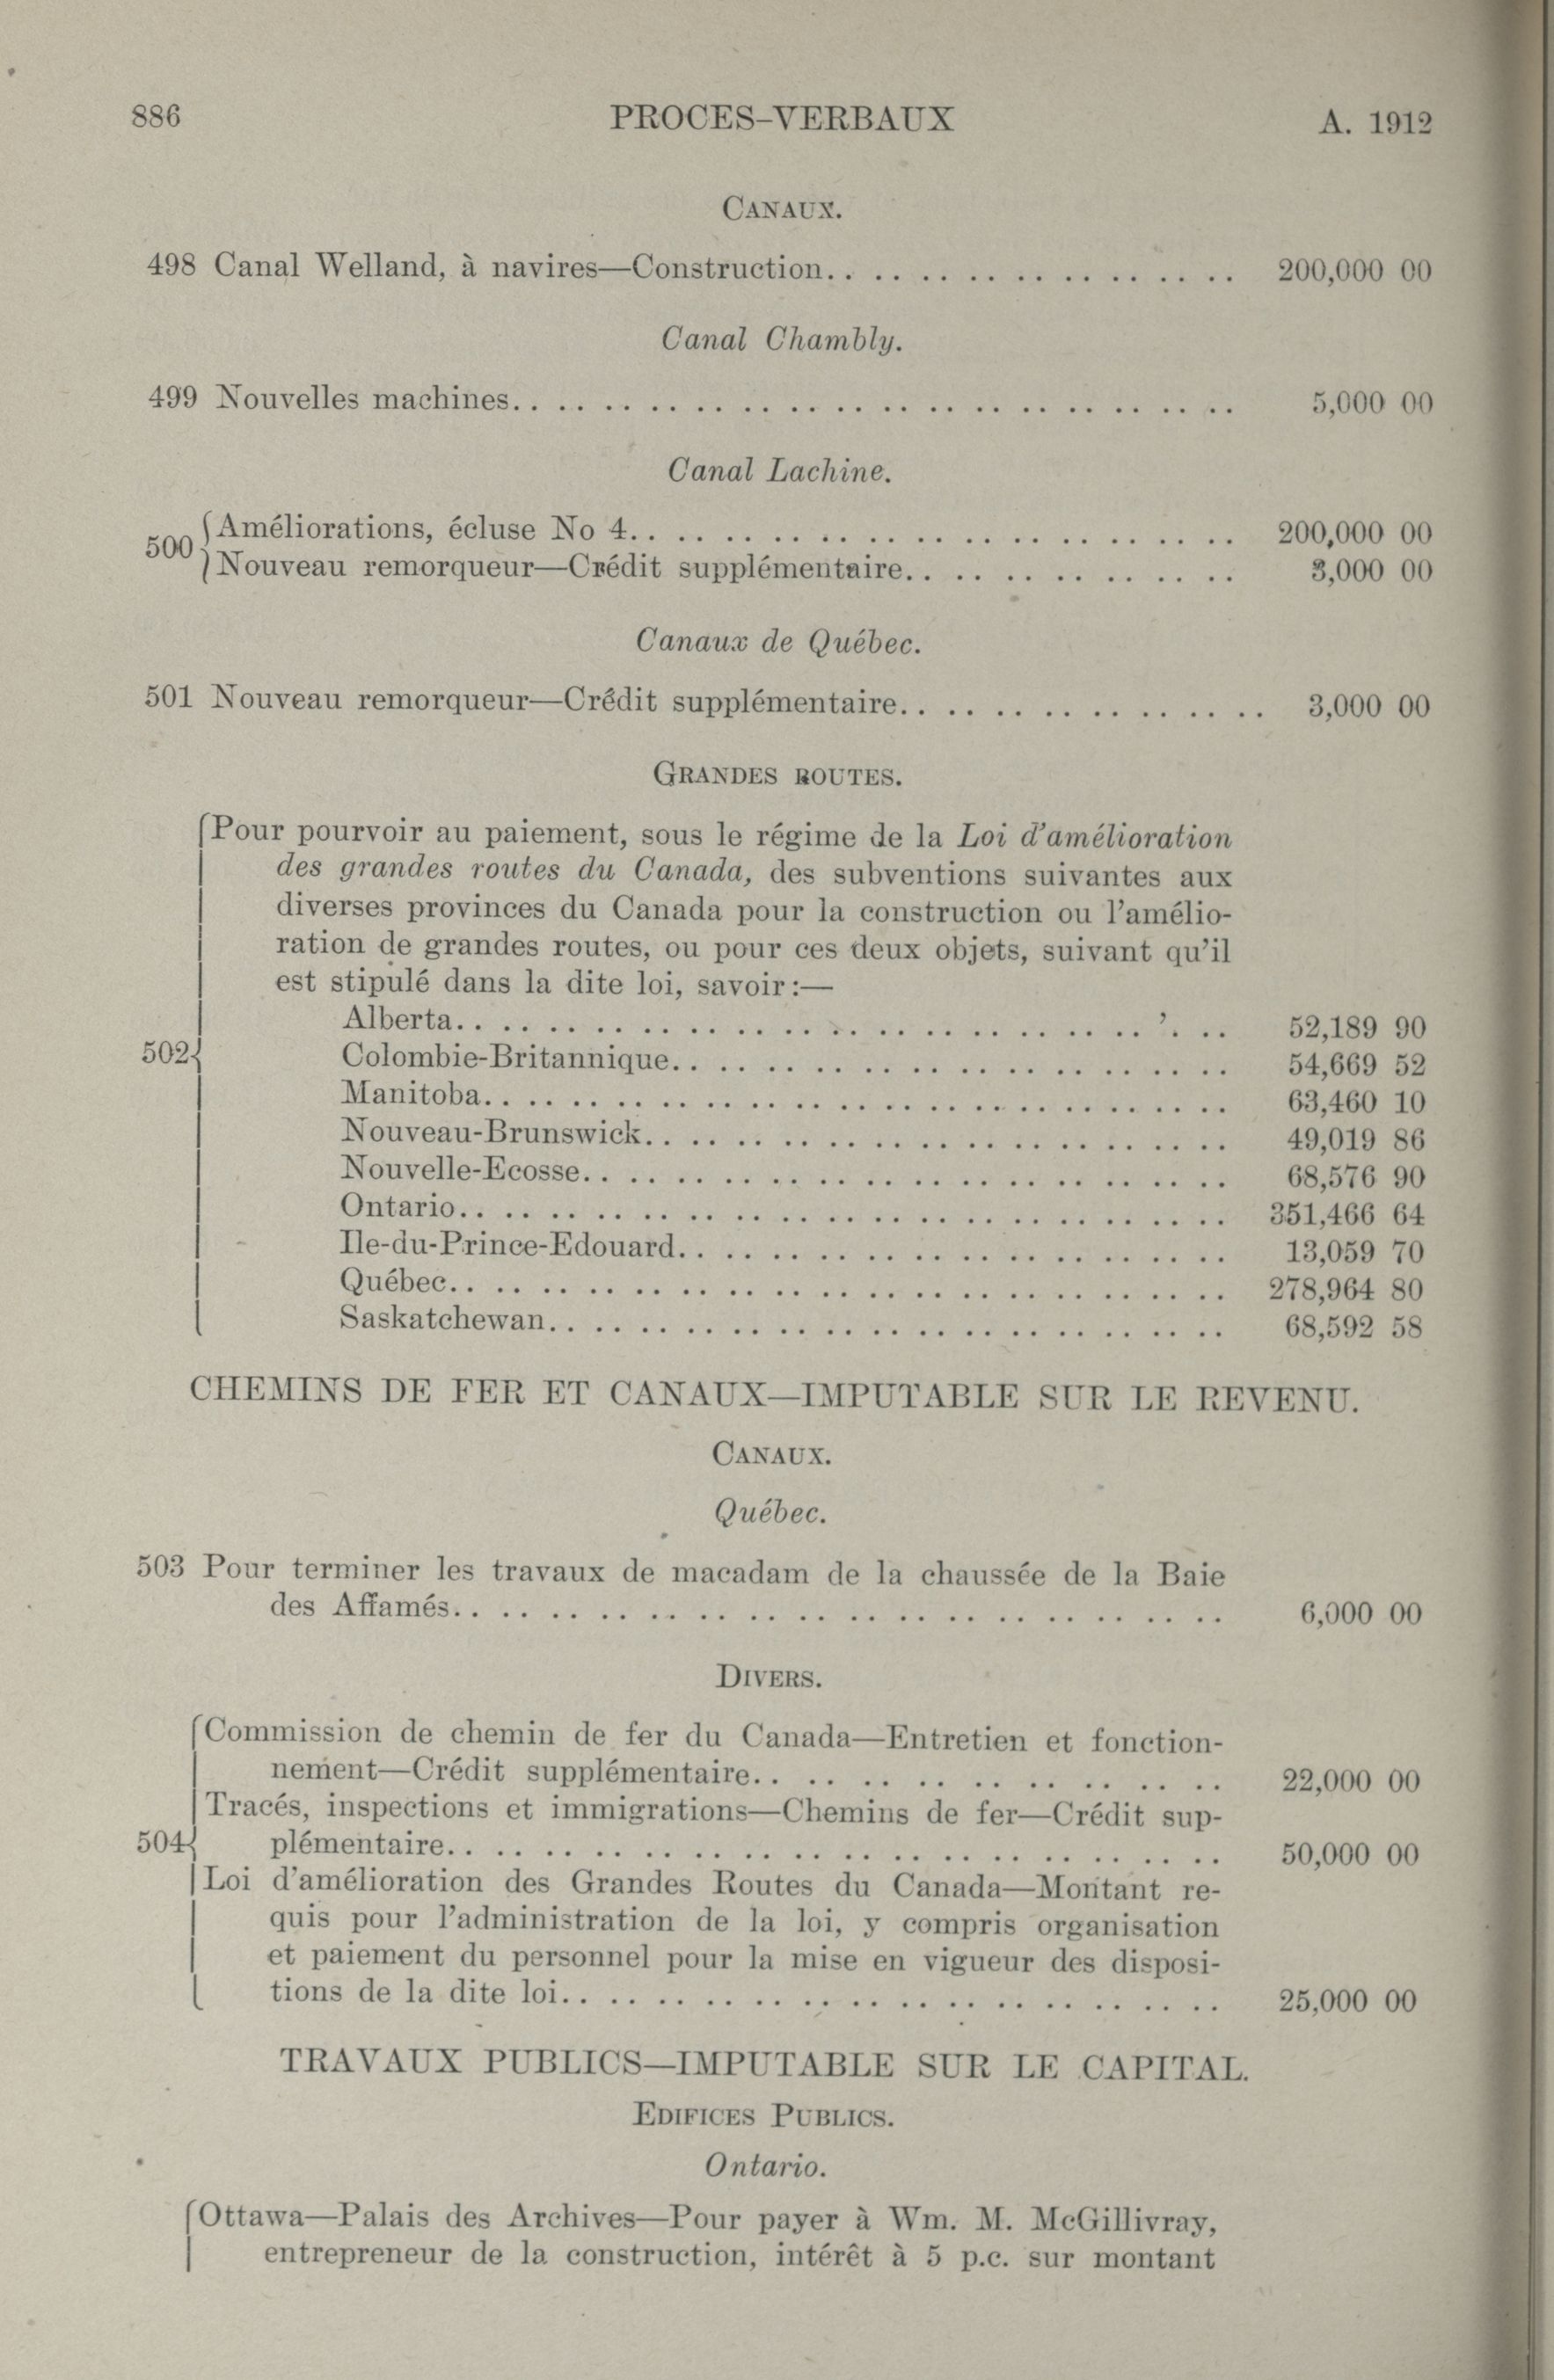 886 PROCES-VERBAUX A. 1912
CANAUX.
498 Canal Welland, à navires—Construction.. .. .. .. .. .. .. .. .. 200,000 00
Canal Chambly.
499 Nouvelles machines.. .. .. .. .. .. .. .. .. .. .. .. .. .. .. .. 5,000 00
Canal Lachine.
500 Améliorations, écluse No 4.. .. .. .. .. .. .. .. .. .. .. .. .. 200,000 00
Nouveau remorqueur—Crédit supplémentaire.. .. .. .. .. .. .. 3,000 00
Canaux de Québec.
501 Nouveau remorqueur—Crédit supplémentaire.. .. .. .. .. .. .. .. 3,000 00
GRANDES ROUTES.
Pour pourvoir au paiement, sous le régime de la Loi d'amélioration
des grandes routes du Canada, des subventions suivantes aux
diverses provinces du Canada pour la construction ou l'amélio-
ration de grandes routes, ou pour ces deux objets, suivant qu'il
est stipulé dans la dite loi, savoir:—
Alberta.. .. .. .. .. .. .. .. .. .. .. .. .. .. .. .. .. 52,189 90
502 Colombie-Britannique.. .. .. .. .. .. .. .. .. .. .. .. 54,669 52
Manitoba.. .. .. .. .. .. .. .. .. .. .. .. .. .. .. .. .. 63,460 10
Nouveau-Brunswick.. .. .. .. .. .. .. .. .. .. .. .. .. 49,019 86
Nouvelle-Ecosse.. .. .. .. .. .. .. .. .. .. .. .. .. .. 68,576 90
Ontario.. .. .. .. .. .. .. .. .. .. .. .. .. .. .. .. .. 351,466 64
Ile-du-Prince-Edouard.. .. .. .. .. .. .. .. .. .. .. .. 13,059 70
Québec.. .. .. .. .. .. .. .. .. .. .. .. .. .. .. .. .. 278,964 80
Saskatchewan.. .. .. .. .. .. .. .. .. .. .. .. .. .. .. 68,592 58
CHEMINS DE FER ET CANAUX—IMPUTABLE SUR LE REVENU.
CANAUX.
Québec.
503 Pour terminer les travaux de macadam de la chaussée de la Baie
des Affamés.. .. .. .. .. .. .. .. .. .. .. .. .. .. .. .. 6,000 00
DIVERS.
Commission de chemin de fer du Canada—Entretien et fonction-
nement—Crédit supplémentaire.. .. .. .. .. .. .. .. .. 22,000 00
Tracés, inspections et immigrations—Chemins de fer—Crédit sup-
504 plémentaire.. .. .. .. .. .. .. .. .. .. .. .. .. .. .. .. 50,000 00
Loi d'amélioration des Grandes Routes du Canada—Montant re-
quis pour l'administration de la loi, y compris organisation
et paiement du personnel pour la mise en vigueur des disposi-
tions de la dite loi.. .. .. .. .. .. .. .. .. .. .. .. .. .. 25,000 00
TRAVAUX PUBLICS—IMPUTABLE SUR LE CAPITAL.
EDIFICES PUBLICS.
Ontario.
Ottawa—Palais des Archives—Pour payer à Wm. M. McGillivray,
entrepreneur de la construction, intérêt à 5 p.c. sur montant